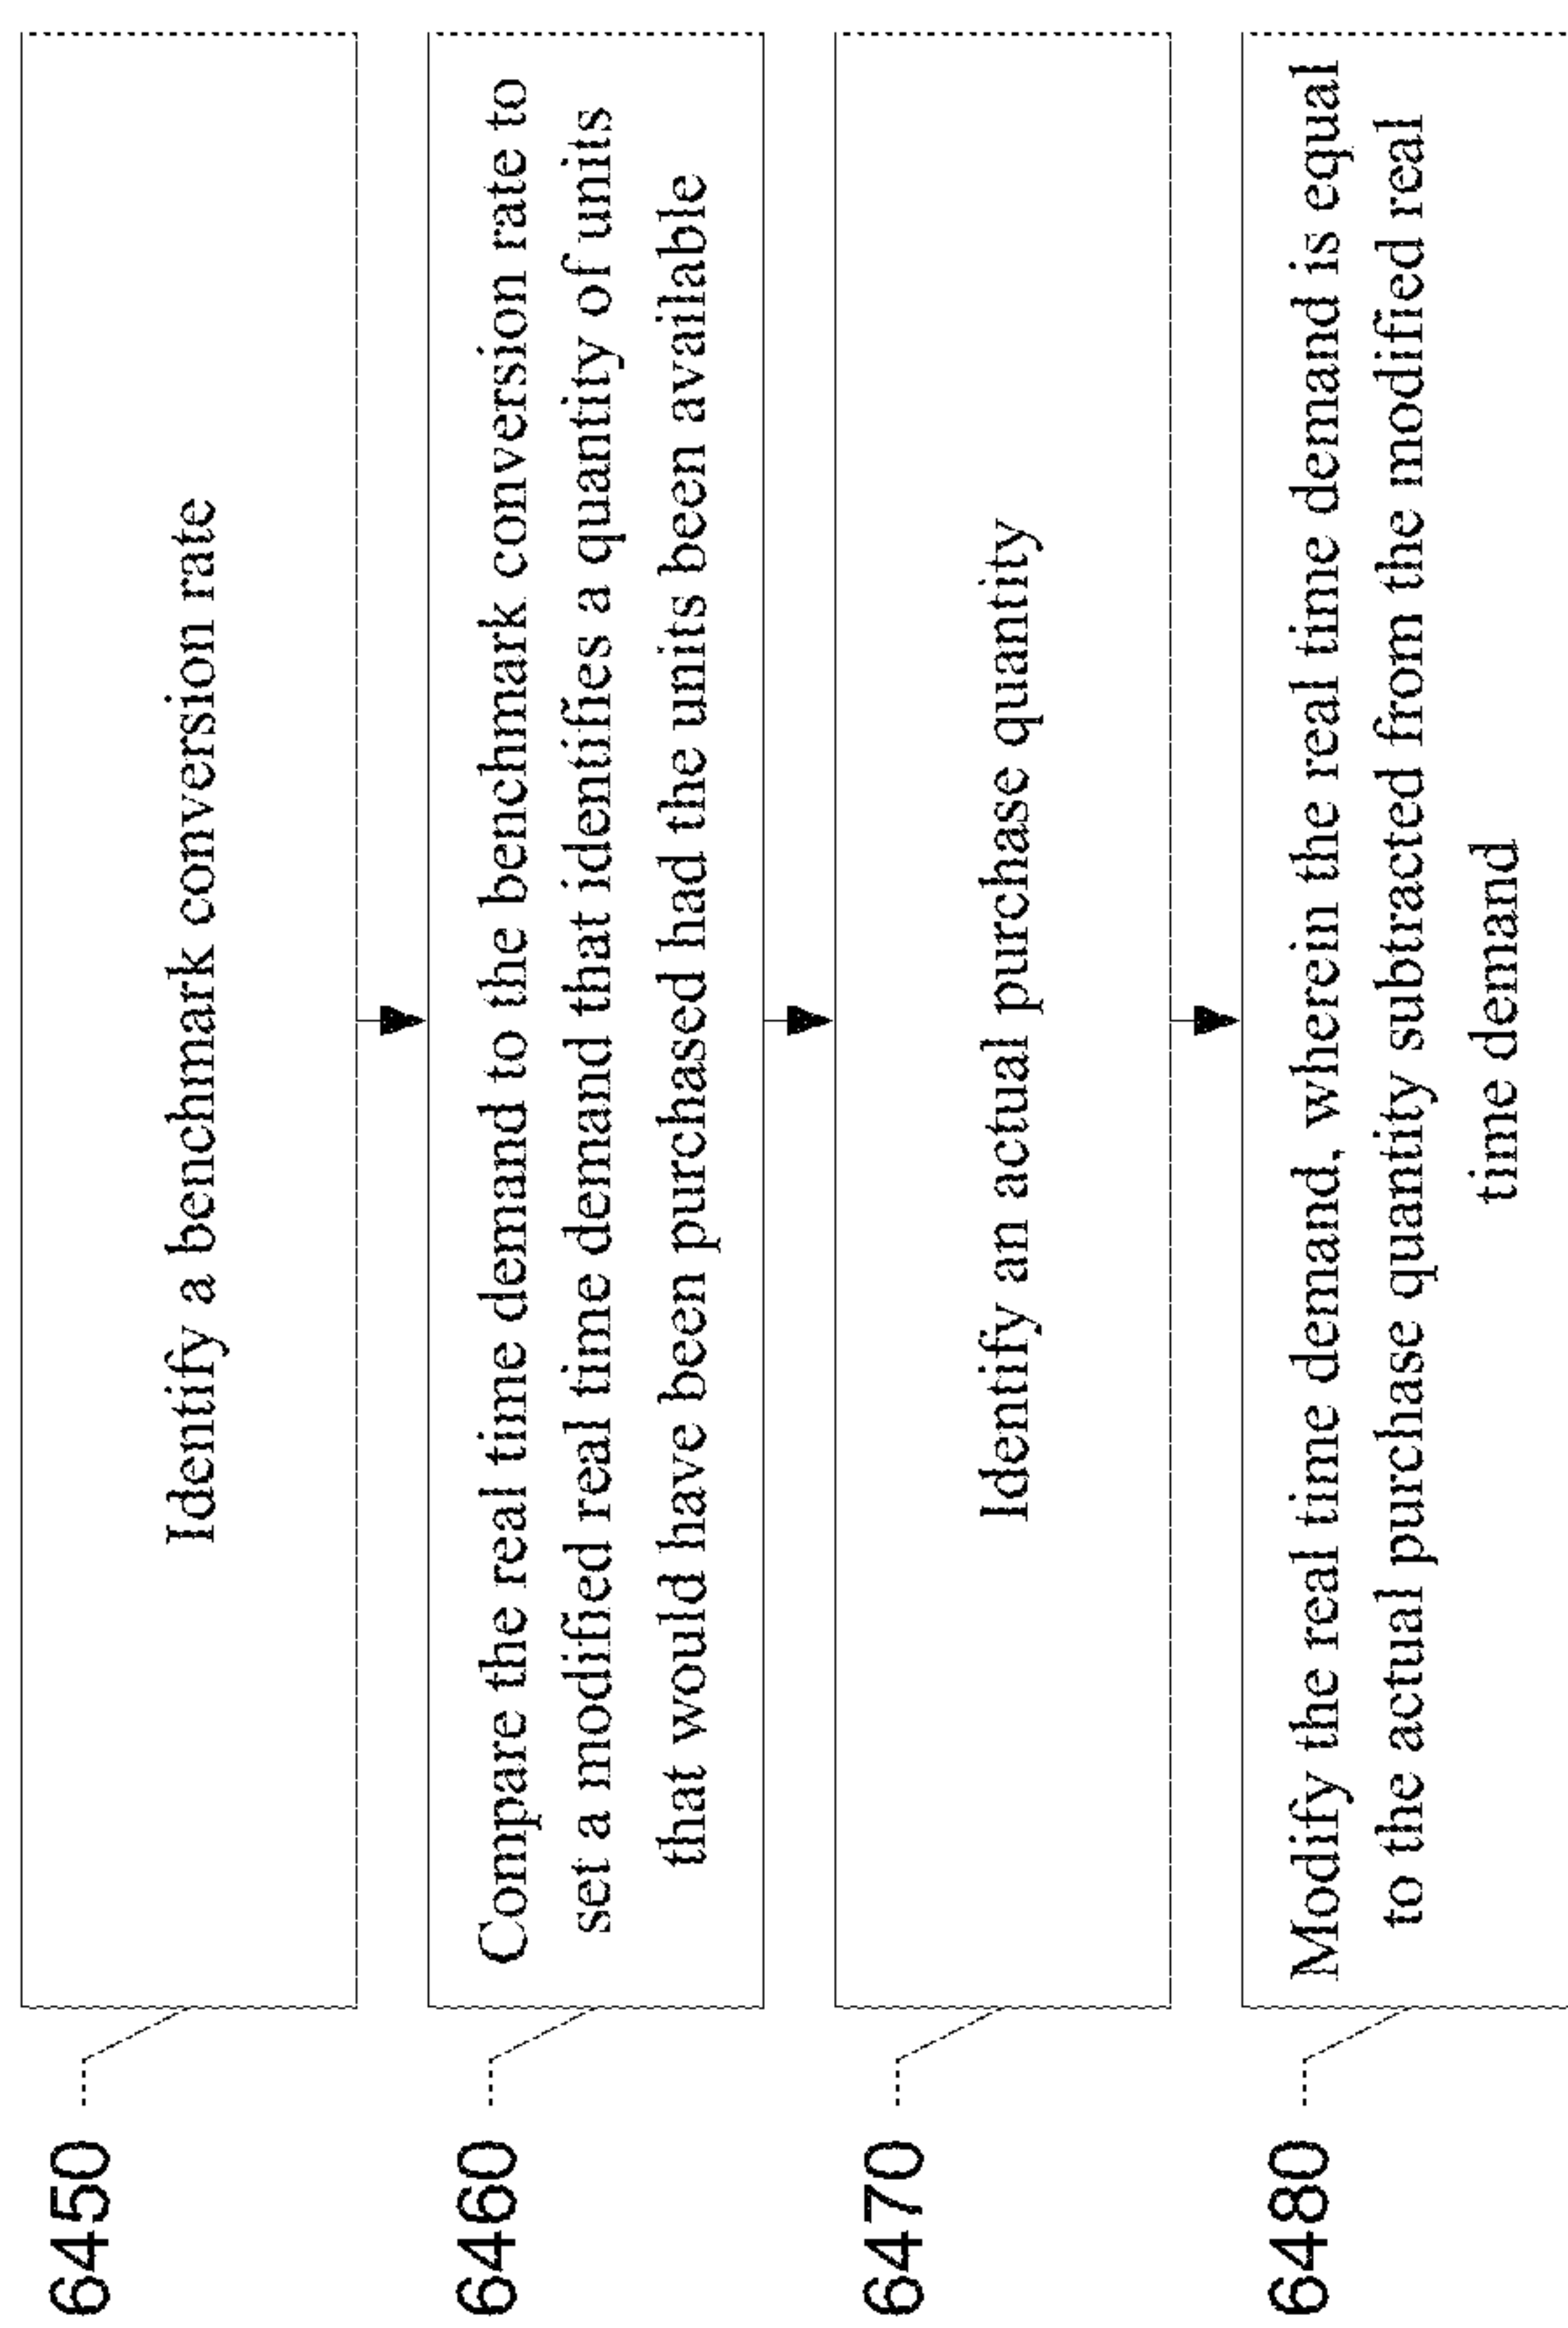 6450
Identify a benchmark conversion rate
6460
Compare the real time demand to the benchmark conversion rate to
set a modified real time demand that identifies a quantity of units
that would have been purchased had the units been available
6470
Identify an actual purchase quantity
6480
Modify the real time demand, wherein the real time demand is equal
to the actual purchase quantity subtracted from the modified real
time demand